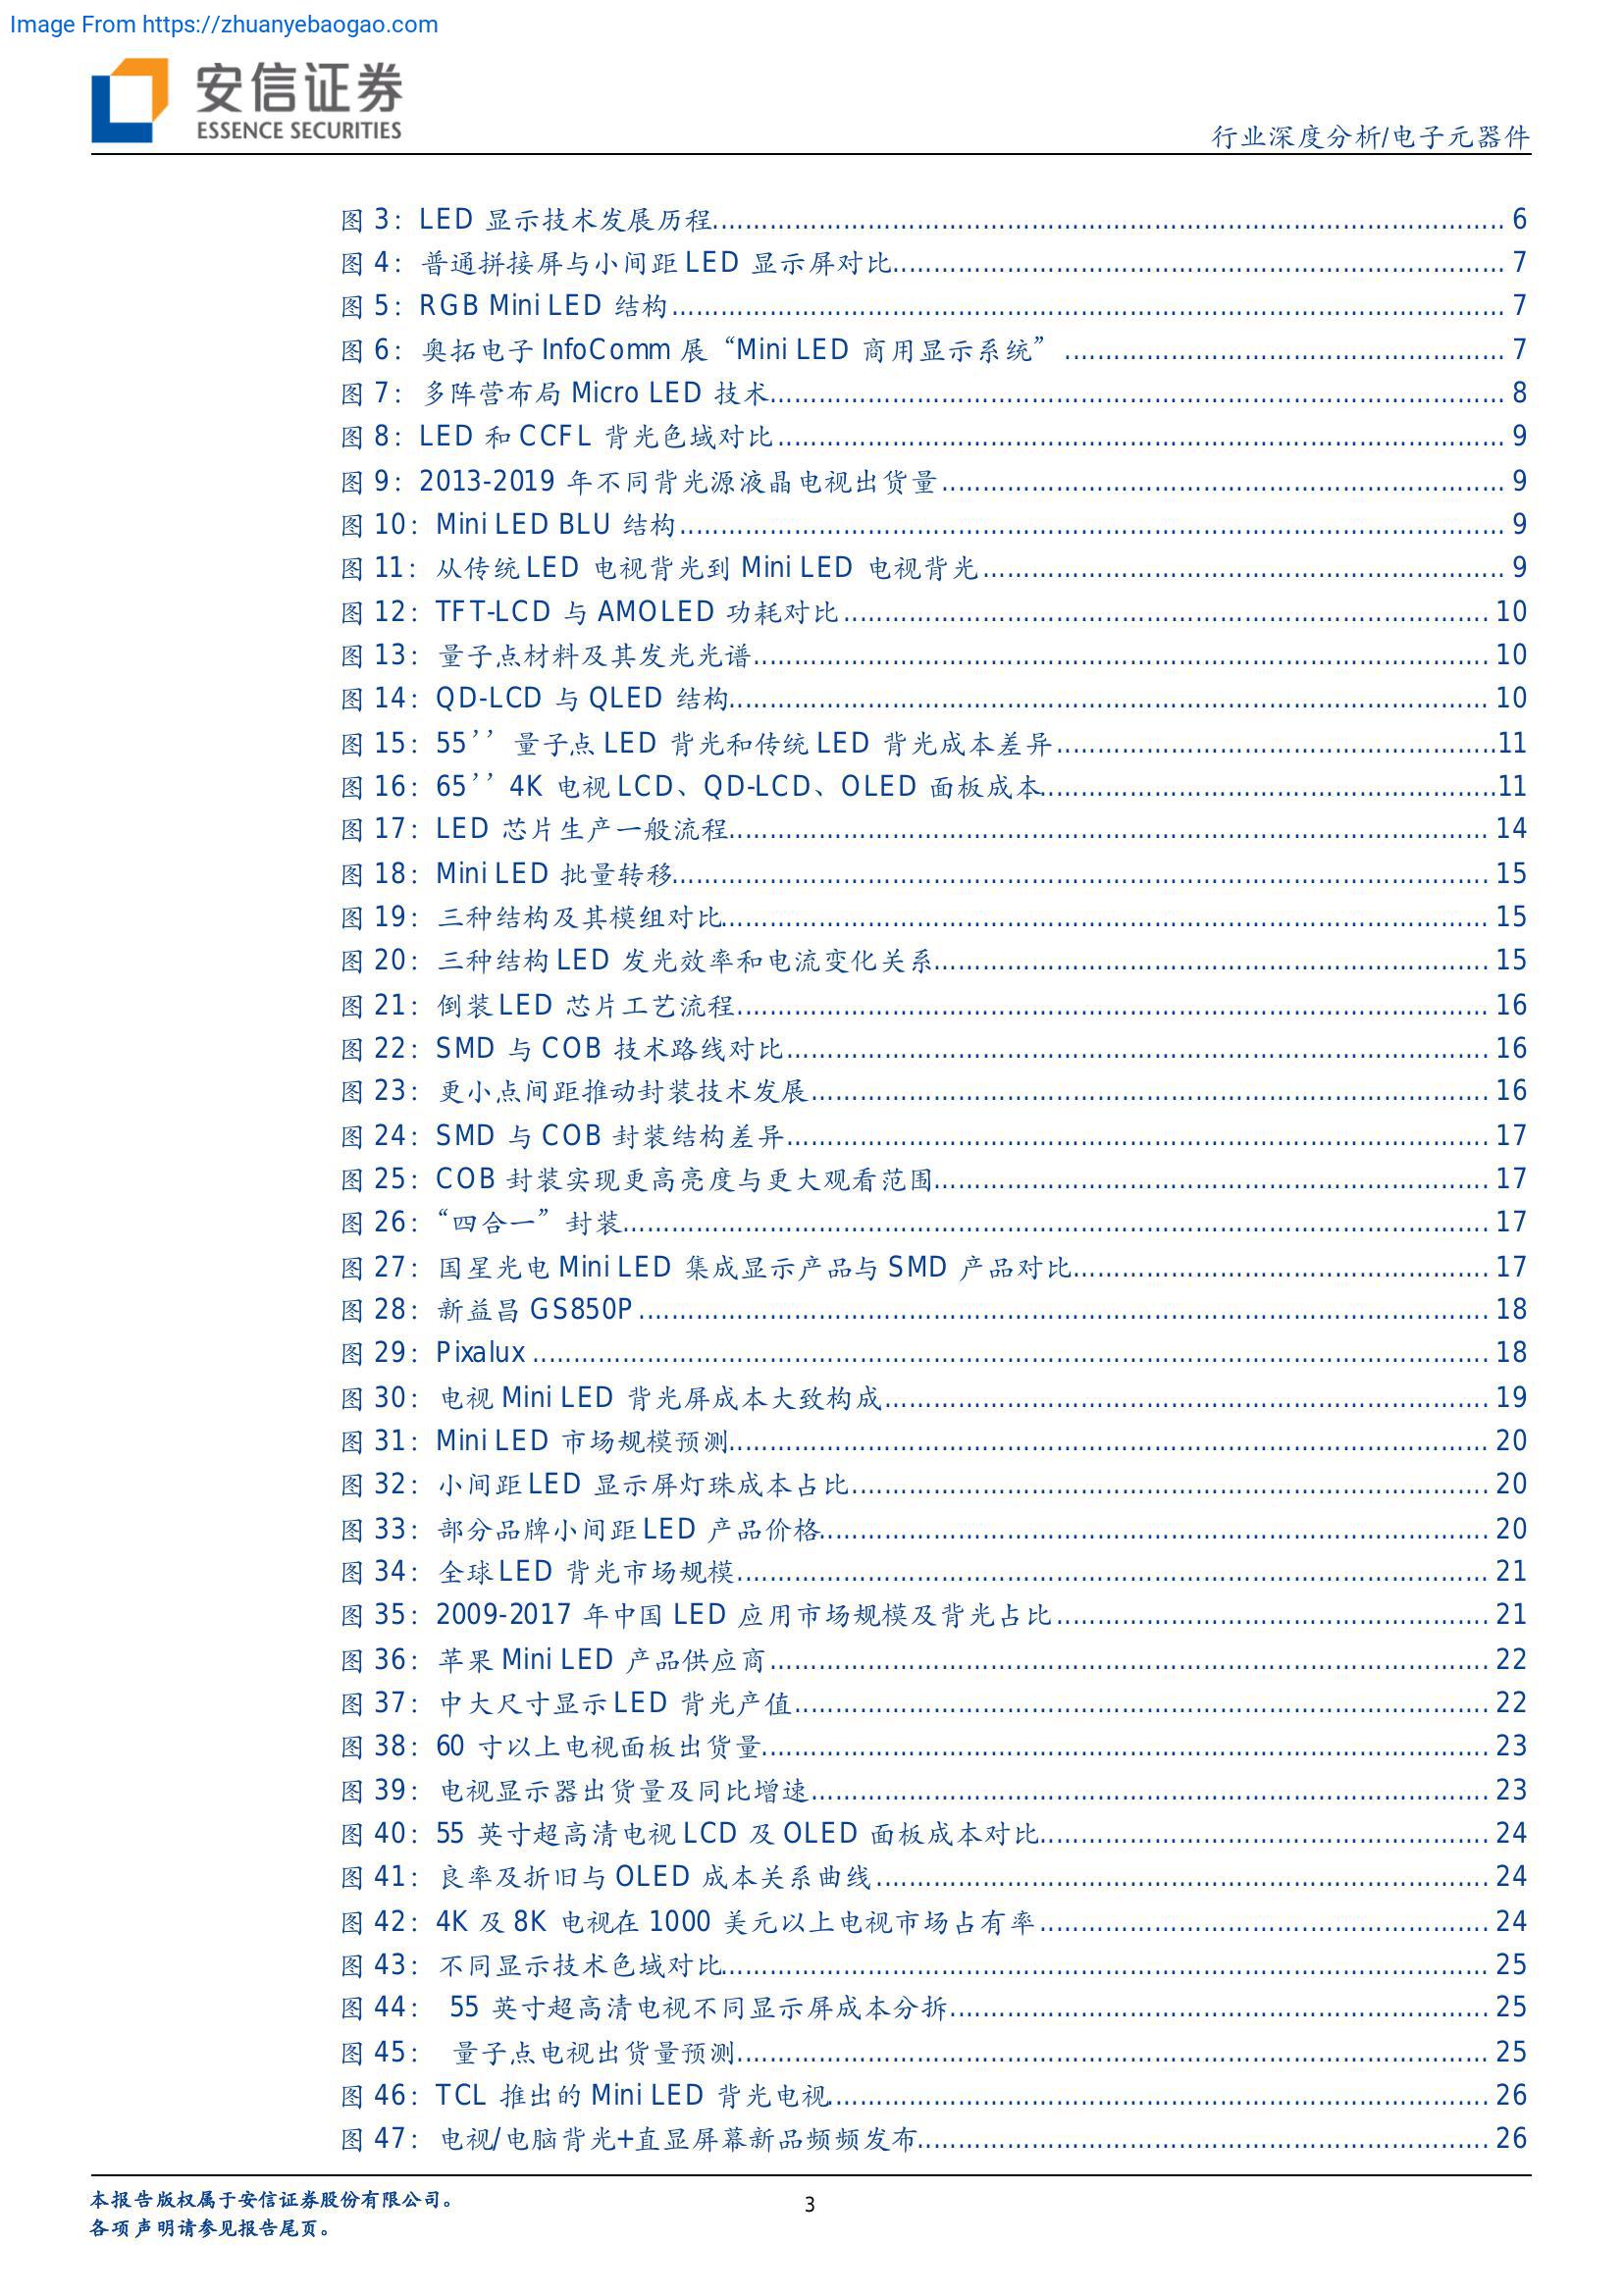 Image From https://zhuanyebaogao.com
安信证券
ESSENCE SECURITIES
行业深度分析/电子元器件
图 3：LED 显示技术发展历程 6
图 4：普通拼接屏与小间距 LED 显示屏对比 7
图 5：RGB Mini LED 结构 7
图 6：奥拓电子 InfoComm 展“Mini LED 商用显示系统” 7
图 7：多阵营布局 Micro LED 技术 8
图 8：LED 和 CCFL 背光色域对比 9
图 9：2013-2019 年不同背光源液晶电视出货量 9
图 10：Mini LED BLU 结构 9
图 11：从传统 LED 电视背光到 Mini LED 电视背光 9
图 12：TFT-LCD 与 AMOLED 功耗对比 10
图 13：量子点材料及其发光光谱 10
图 14：QD-LCD 与 QLED 结构 10
图 15：55’’ 量子点 LED 背光和传统 LED 背光成本差异 11
图 16：65’’ 4K 电视 LCD、QD-LCD、OLED 面板成本 11
图 17：LED 芯片生产一般流程 14
图 18：Mini LED 批量转移 15
图 19：三种结构及其模组对比 15
图 20：三种结构 LED 发光效率和电流变化关系 15
图 21：倒装 LED 芯片工艺流程 16
图 22：SMD 与 COB 技术路线对比 16
图 23：更小点间距推动封装技术发展 16
图 24：SMD 与 COB 封装结构差异 17
图 25：COB 封装实现更高亮度与更大观看范围 17
图 26：“四合一”封装 17
图 27：国星光电 Mini LED 集成显示产品与 SMD 产品对比 17
图 28：新益昌 GS850P 18
图 29：Pixalux 18
图 30：电视 Mini LED 背光屏成本大致构成 19
图 31：Mini LED 市场规模预测 20
图 32：小间距 LED 显示屏灯珠成本占比 20
图 33：部分品牌小间距 LED 产品价格 20
图 34：全球 LED 背光市场规模 21
图 35：2009-2017 年中国 LED 应用市场规模及背光占比 21
图 36：苹果 Mini LED 产品供应商 22
图 37：中大尺寸显示 LED 背光产值 22
图 38：60 寸以上电视面板出货量 23
图 39：电视显示器出货量及同比增速 23
图 40：55 英寸超高清电视 LCD 及 OLED 面板成本对比 24
图 41：良率及折旧与 OLED 成本关系曲线 24
图 42：4K 及 8K 电视在 1000 美元以上电视市场占有率 24
图 43：不同显示技术色域对比 25
图 44： 55 英寸超高清电视不同显示屏成本分拆 25
图 45： 量子点电视出货量预测 25
图 46：TCL 推出的 Mini LED 背光电视 26
图 47：电视/电脑背光+直显屏幕新品频频发布 26
本报告版权属于安信证券股份有限公司。
3
各项声明请参见报告尾页。